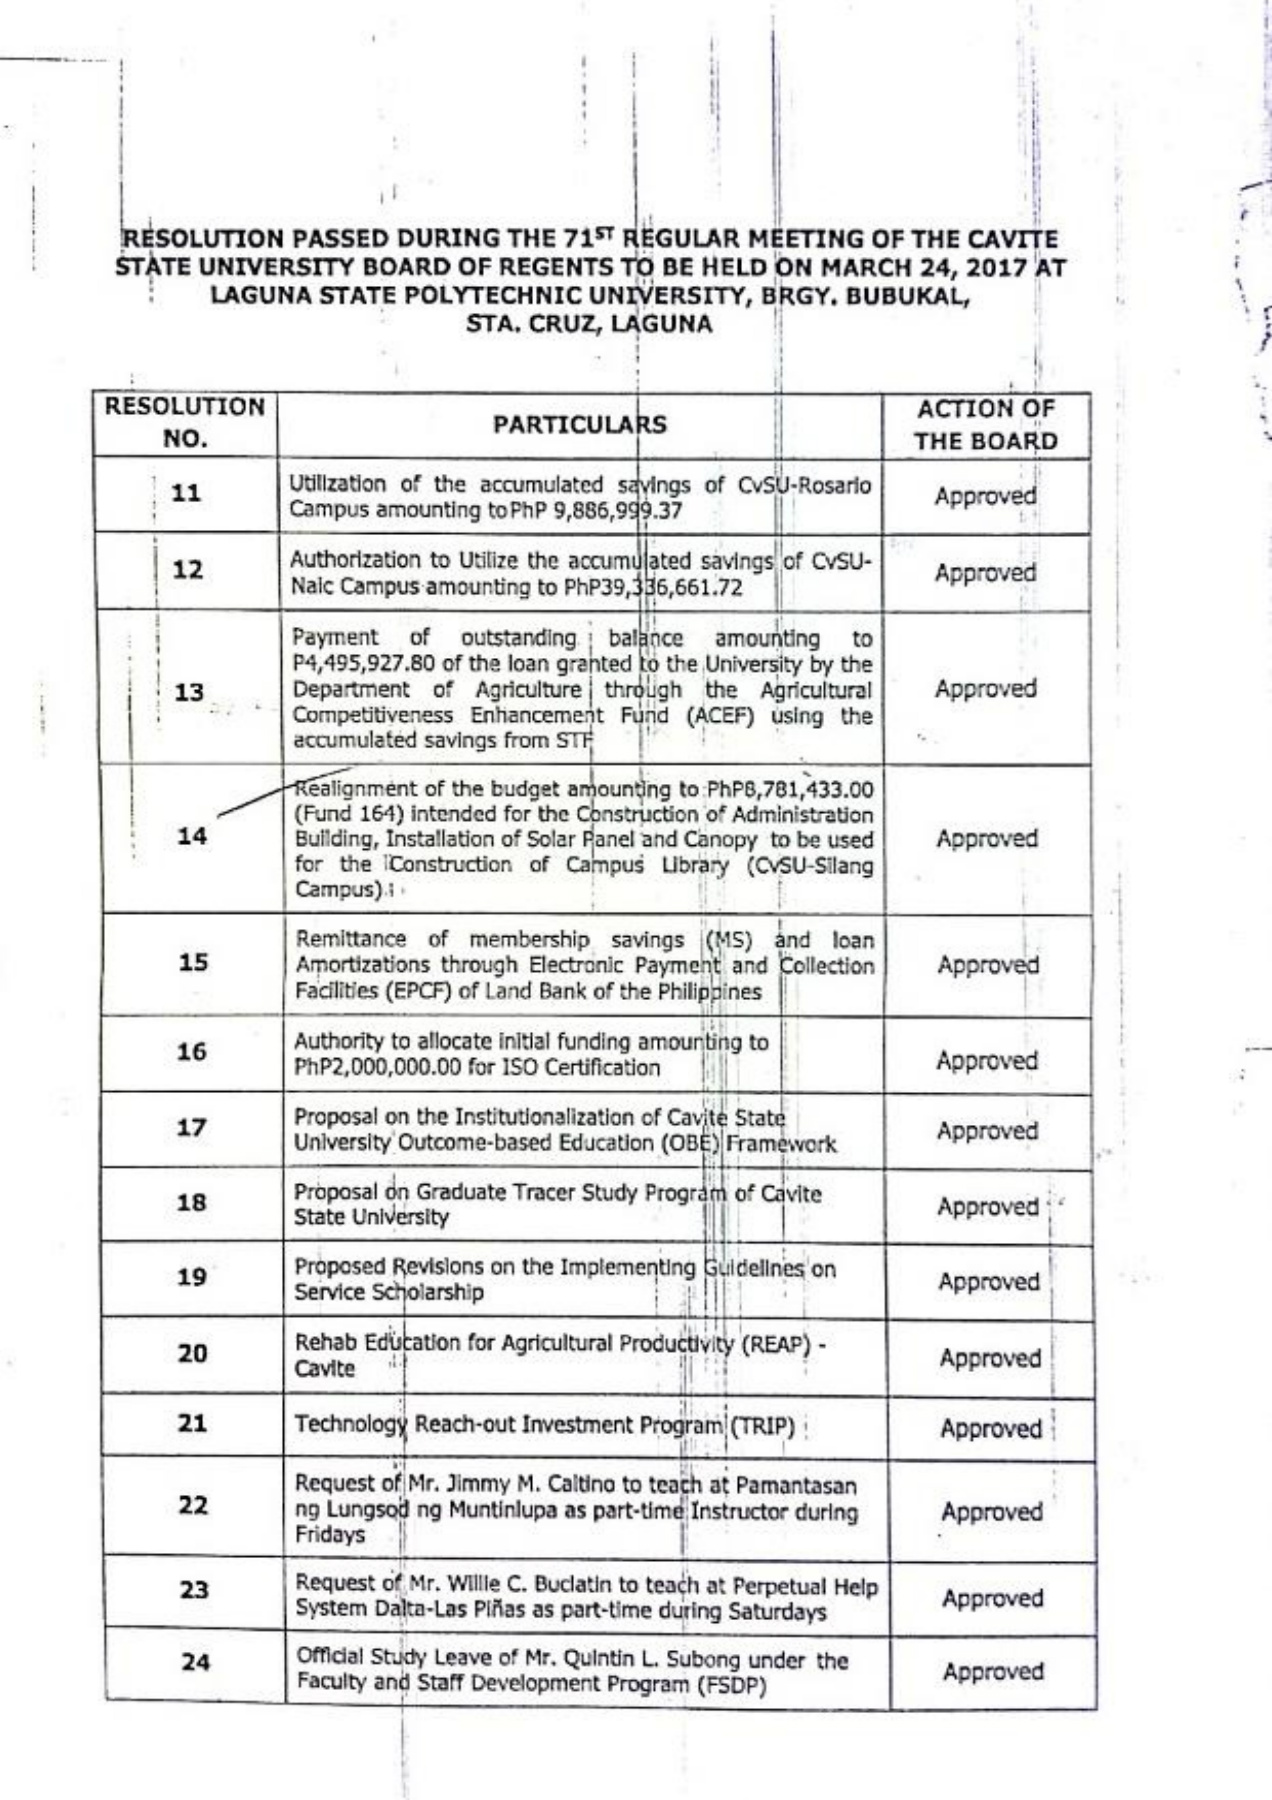 RESOLUTION PASSED DURING THE 71ST REGULAR MEETING OF THE CAVITE
STATE UNIVERSITY BOARD OF REGENTS TO BE HELD ON MARCH 24, 2017 AT
LAGUNA STATE POLYTECHNIC UNIVERSITY, BRGY. BUBUKAL,
STA. CRUZ, LAGUNA
RESOLUTION
NO.
PARTICULARS
ACTION OF
THE BOARD
11
Utilization of the accumulated savings of CvSU-Rosario
Campus amounting to PhP 9,886,999.37
Approved
12
Authorization to Utilize the accumulated savings of CvSU-
Naic Campus amounting to PhP39,336,661.72
Approved
13
Payment of outstanding balance amounting to
P4,495,927.80 of the loan granted to the University by the
Department of Agriculture through the Agricultural
Competitiveness Enhancement Fund (ACEF) using the
accumulated savings from STF
Approved
14
Realignment of the budget amounting to PhP8,781,433.00
(Fund 164) intended for the Construction of Administration
Building, Installation of Solar Panel and Canopy to be used
for the Construction of Campus Library (CvSU-Silang
Campus)
Approved
15
Remittance of membership savings (MS) and loan
Amortizations through Electronic Payment and Collection
Facilities (EPCF) of Land Bank of the Philippines
Approved
16
Authority to allocate initial funding amounting to
PhP2,000,000.00 for ISO Certification
Approved
17
Proposal on the Institutionalization of Cavite State
University Outcome-based Education (OBE) Framework
Approved
18
Proposal on Graduate Tracer Study Program of Cavite
State University
Approved
19
Proposed Revisions on the Implementing Guidelines on
Service Scholarship
Approved
20
Rehab Education for Agricultural Productivity (REAP) -
Cavite
Approved
21
Technology Reach-out Investment Program (TRIP)
Approved
22
Request of Mr. Jimmy M. Caltino to teach at Pamantasan
ng Lungsod ng Muntinlupa as part-time Instructor during
Fridays
Approved
23
Request of Mr. Willie C. Buclatin to teach at Perpetual Help
System Dalta-Las Piñas as part-time during Saturdays
Approved
24
Official Study Leave of Mr. Quintin L. Subong under the
Faculty and Staff Development Program (FSDP)
Approved